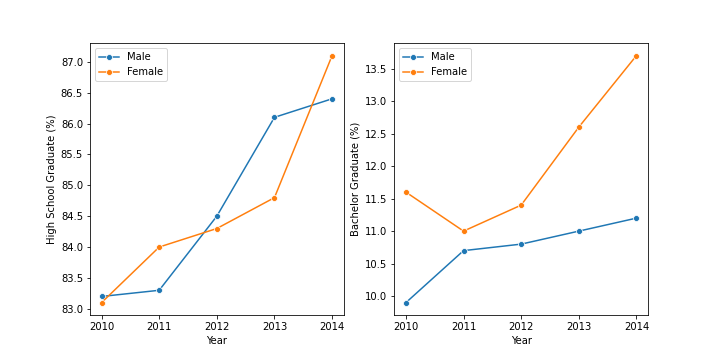 Male
Female
High School Graduate (%)
87.0
86.5
86.0
85.5
85.0
84.5
84.0
83.5
83.0
2010 2011 2012 2013 2014
Year
Male
Female
Bachelor Graduate (%)
13.5
13.0
12.5
12.0
11.5
11.0
10.5
10.0
2010 2011 2012 2013 2014
Year